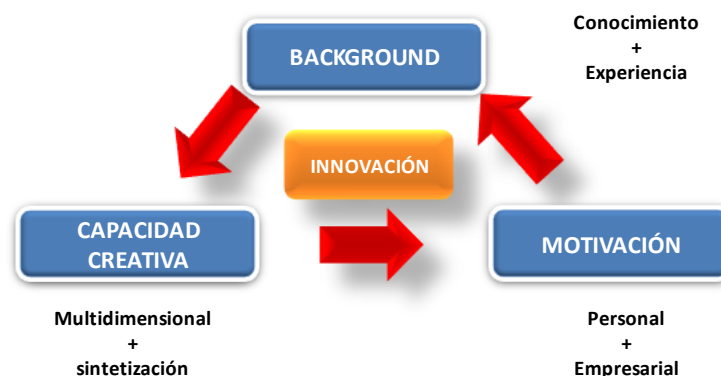 Conocimiento
+
Experiencia
BACKGROUND
INNOVACIÓN
CAPACIDAD
CREATIVA
MOTIVACIÓN
Multidimensional
+
sintetización
Personal
+
Empresarial